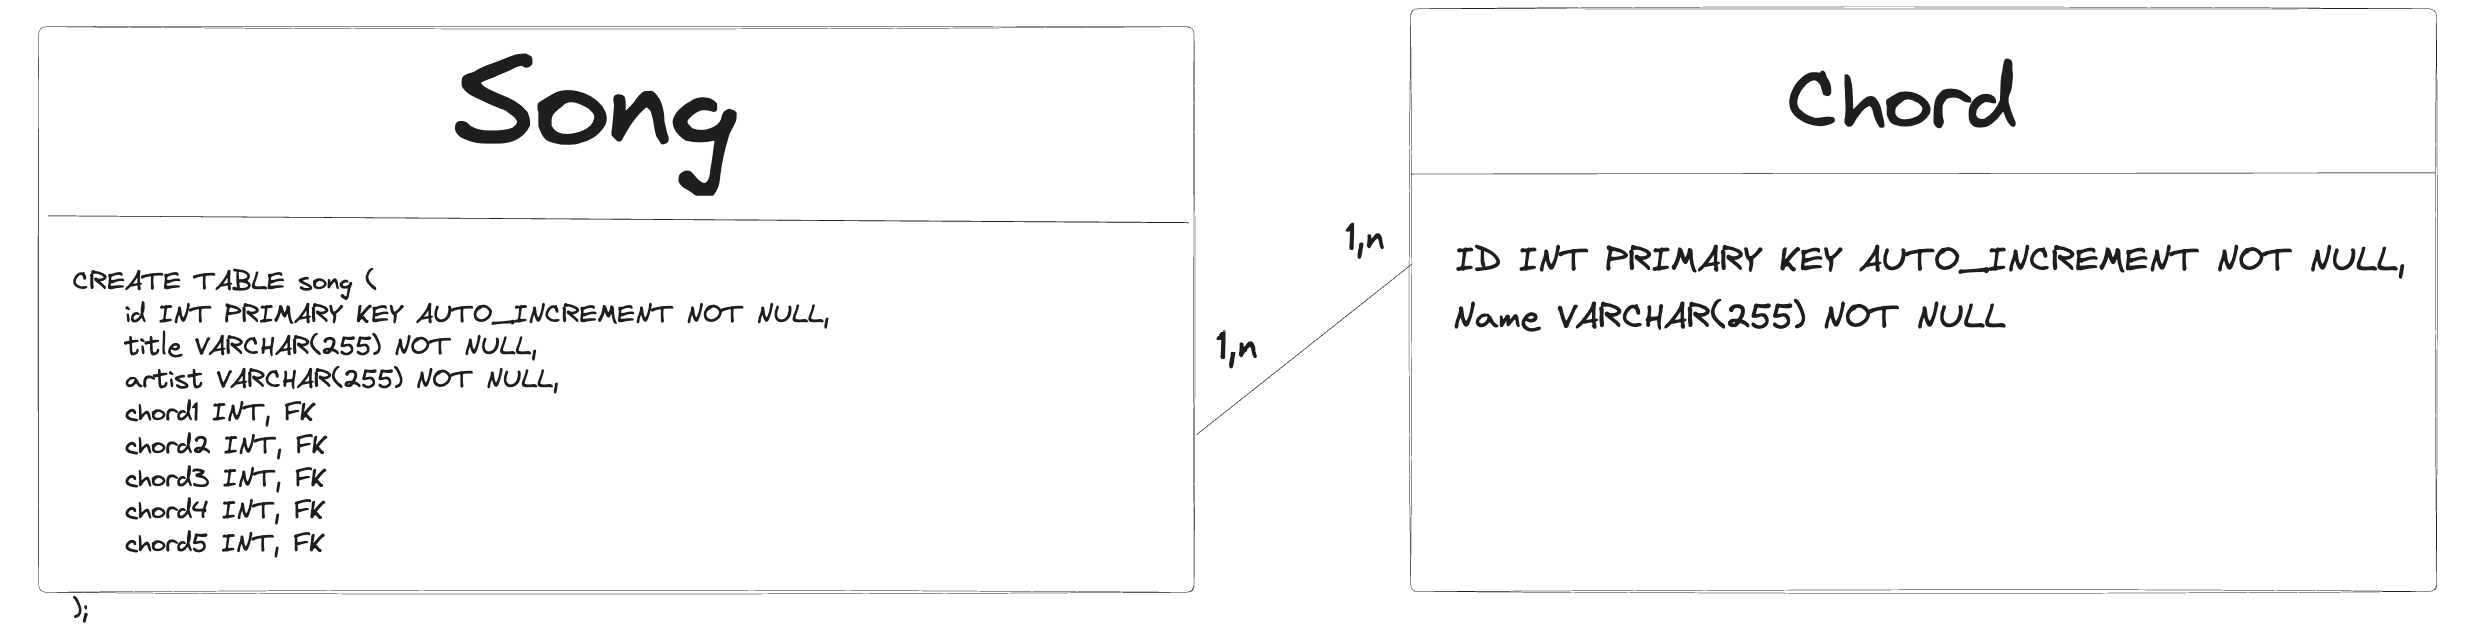 Song
CREATE TABLE song (
id INT PRIMARY KEY AUTO_INCREMENT NOT NULL,
title VARCHAR(255) NOT NULL,
artist VARCHAR(255) NOT NULL,
chord1 INT, FK
chord2 INT, FK
chord3 INT, FK
chord4 INT, FK
chord5 INT, FK
);
1,n
1,n
Chord
ID INT PRIMARY KEY AUTO_INCREMENT NOT NULL,
Name VARCHAR(255) NOT NULL